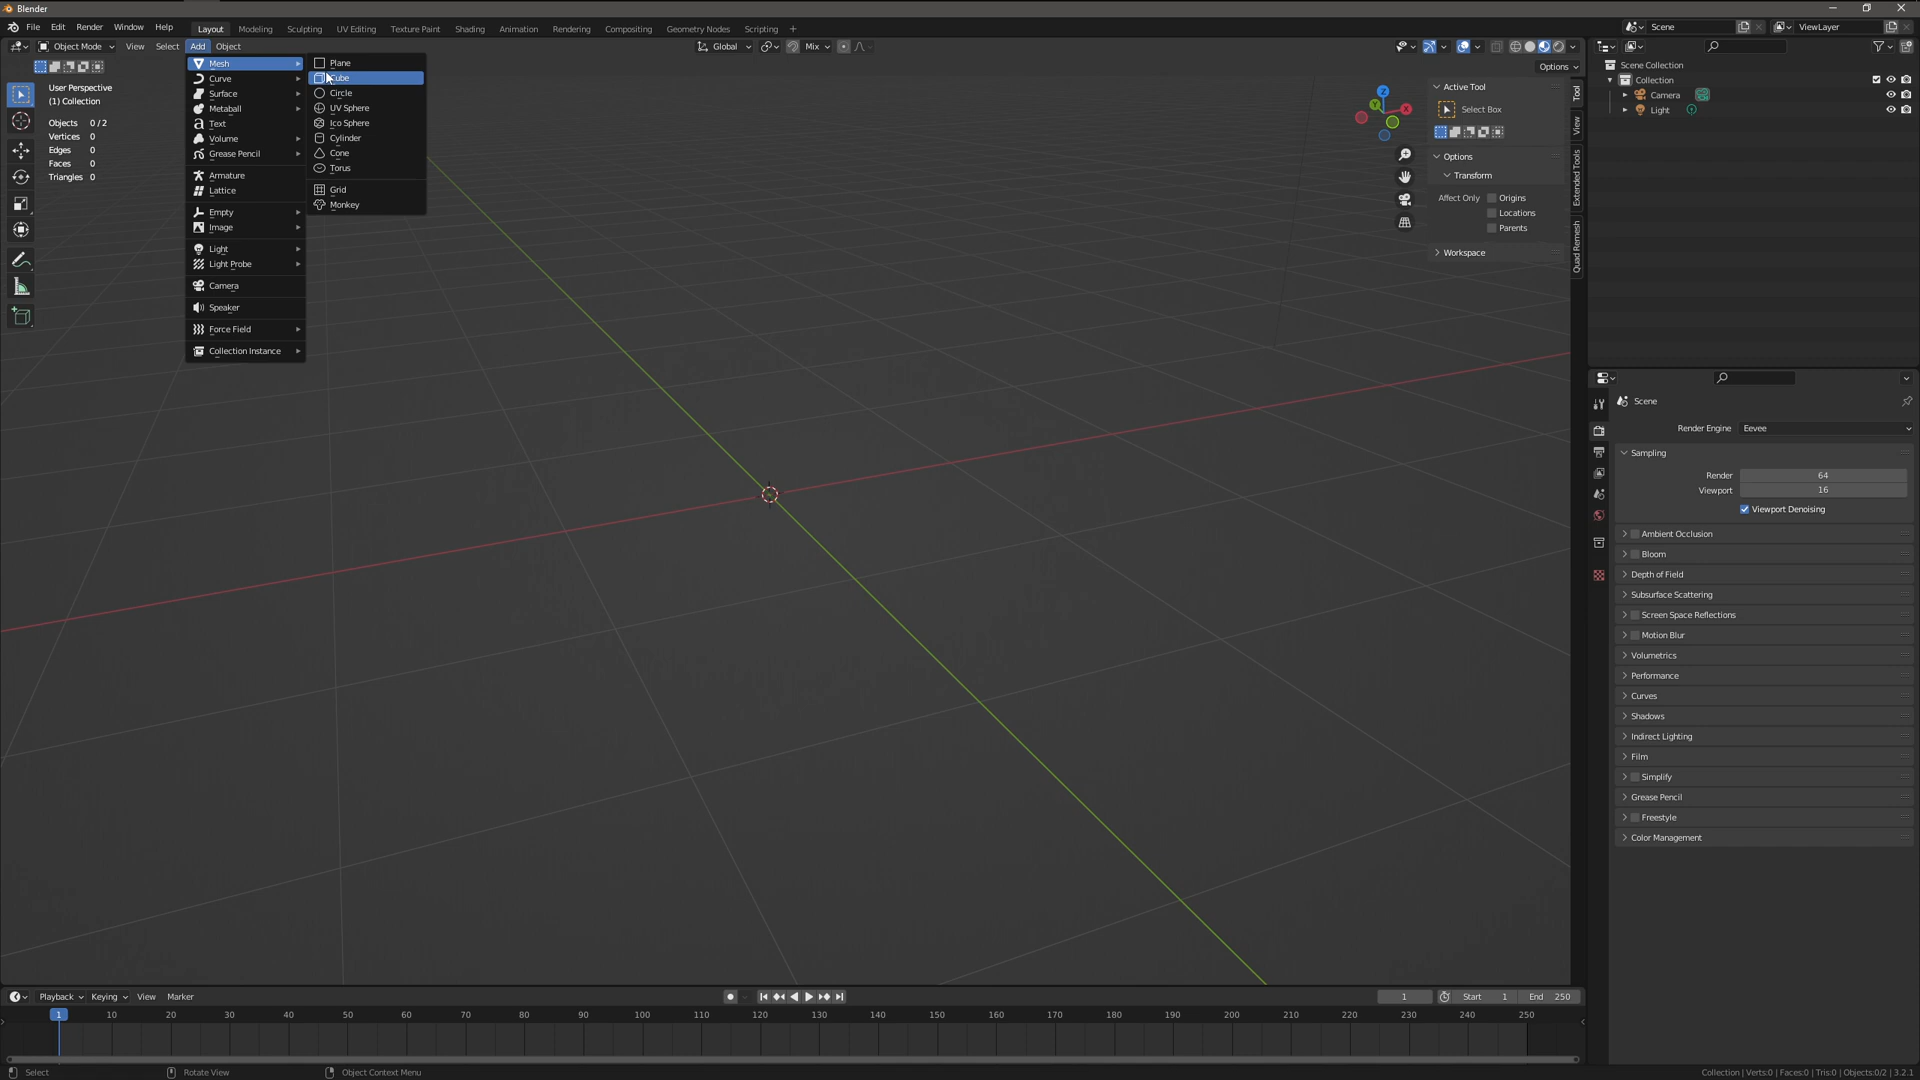 Blender
File Edit Render Window Help
Layout Modeling Sculpting UV Editing Texture Paint Shading Animation Rendering Compositing Geometry Nodes Scripting +
Scene
ViewLayer
Object Mode View Select Add Object
Global
Mix
Options
User Perspective
(1) Collection
Objects 0 / 2
Vertices 0
Edges 0
Faces 0
Triangles 0
Mesh
Curve
Surface
Metaball
Text
Volume
Grease Pencil
Armature
Lattice
Empty
Image
Light
Light Probe
Camera
Speaker
Force Field
Collection Instance
Plane
Cube
Circle
UV Sphere
Ico Sphere
Cylinder
Cone
Torus
Grid
Monkey
Z
Y
X
Active Tool
Select Box
Options
Transform
Affect Only Origins
Locations
Parents
Workspace
Tool
View
Extended Tools
Quad Remesh
Scene Collection
Collection
Camera
Light
Scene
Render Engine Eevee
Sampling
Render 64
Viewport 16
Viewport Denoising
Ambient Occlusion
Bloom
Depth of Field
Subsurface Scattering
Screen Space Reflections
Motion Blur
Volumetrics
Performance
Curves
Shadows
Indirect Lighting
Film
Simplify
Grease Pencil
Freestyle
Color Management
Playback Keying View Marker
1 Start 1 End 250
1 10 20 30 40 50 60 70 80 90 100 110 120 130 140 150 160 170 180 190 200 210 220 230 240 250
Select Rotate View Object Context Menu
Collection | Verts:0 | Faces:0 | Tris:0 | Objects:0/2 | 3.2.1